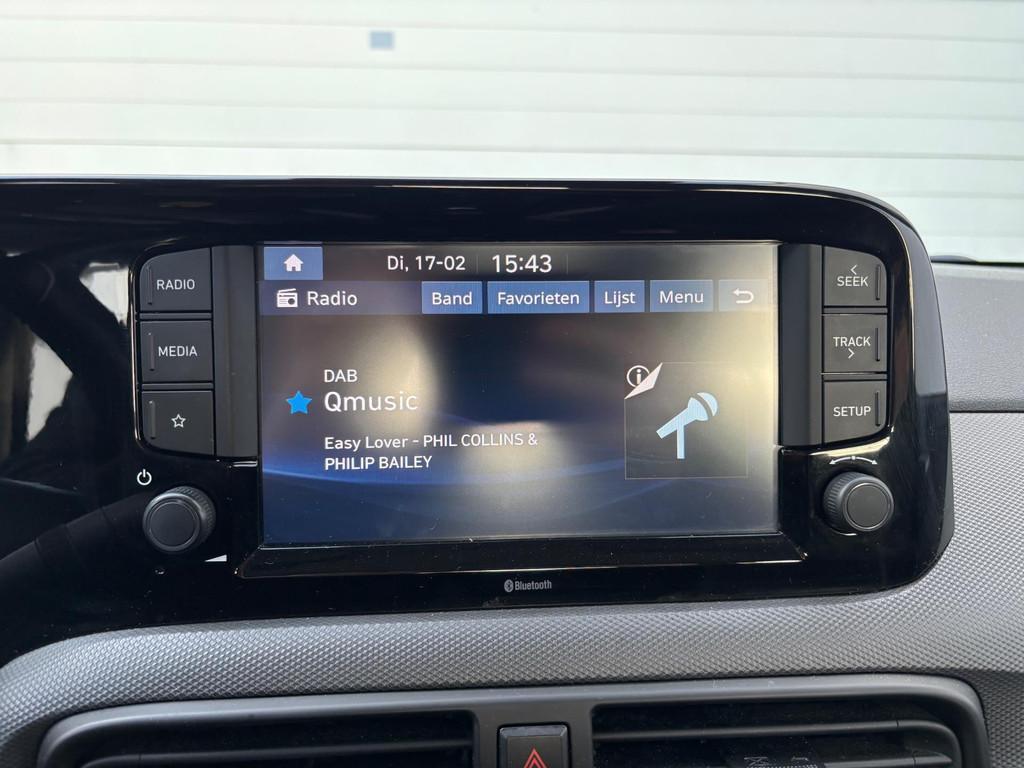 Di, 17-02 15:43
Radio Band Favorieten Lijst Menu
RADIO
MEDIA
DAB
Qmusic
Easy Lover - PHIL COLLINS &
PHILIP BAILEY
i
SEEK
TRACK
SETUP
Bluetooth